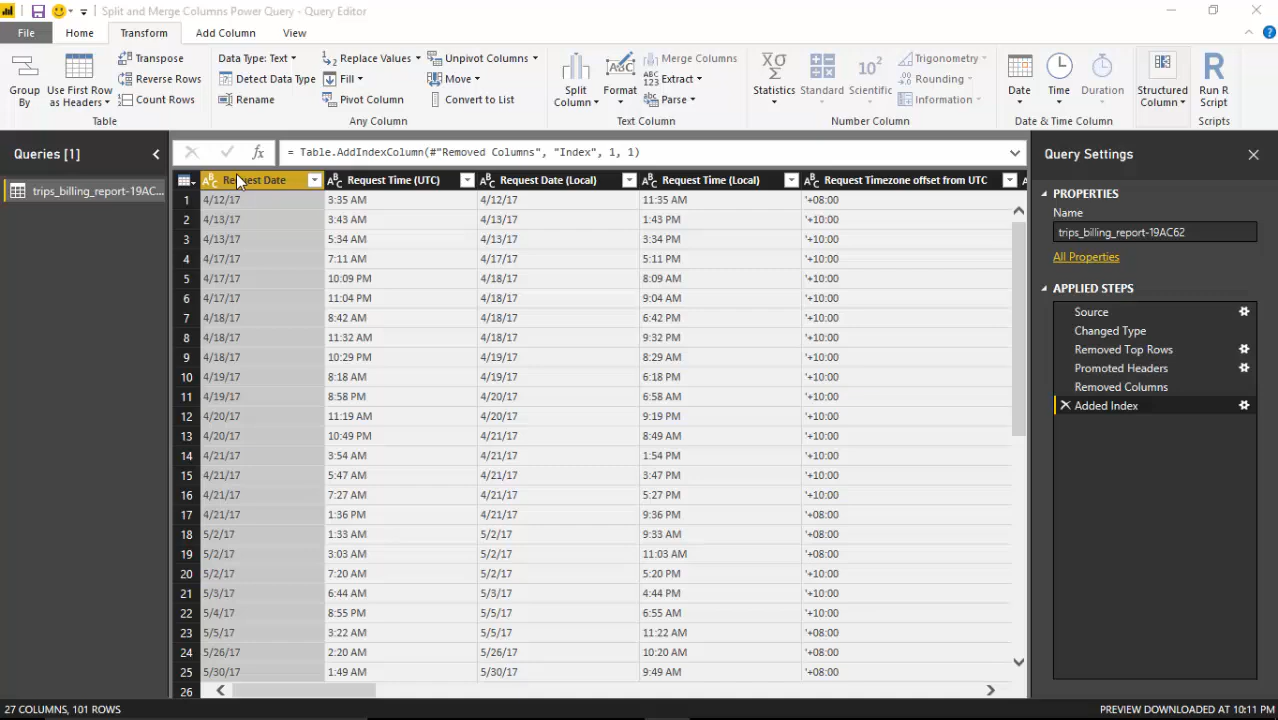 Split and Merge Columns Power Query - Query Editor
File Home Transform Add Column View
Group By
Use First Row as Headers
Transpose
Reverse Rows
Count Rows
Table
Data Type: Text
Detect Data Type
Rename
Replace Values
Fill
Pivot Column
Unpivot Columns
Move
Convert to List
Any Column
Split Column
Format
Merge Columns
Extract
Parse
Text Column
Statistics
Standard
Scientific
Trigonometry
Rounding
Information
Number Column
Date
Time
Duration
Date & Time Column
Structured Column
Run R Script
Scripts
Queries [1]
trips_billing_report-19AC...
= Table.AddIndexColumn(#"Removed Columns", "Index", 1, 1)
Request Date Request Time (UTC) Request Date (Local) Request Time (Local) Request Timezone offset from UTC
1 4/12/17 3:35 AM 4/12/17 11:35 AM '+08:00
2 4/13/17 3:43 AM 4/13/17 1:43 PM '+10:00
3 4/13/17 5:34 AM 4/13/17 3:34 PM '+10:00
4 4/17/17 7:11 AM 4/17/17 5:11 PM '+10:00
5 4/17/17 10:09 PM 4/18/17 8:09 AM '+10:00
6 4/17/17 11:04 PM 4/18/17 9:04 AM '+10:00
7 4/18/17 8:42 AM 4/18/17 6:42 PM '+10:00
8 4/18/17 11:32 AM 4/18/17 9:32 PM '+10:00
9 4/18/17 10:29 PM 4/19/17 8:29 AM '+10:00
10 4/19/17 8:18 AM 4/19/17 6:18 PM '+10:00
11 4/19/17 8:58 PM 4/20/17 6:58 AM '+10:00
12 4/20/17 11:19 AM 4/20/17 9:19 PM '+10:00
13 4/20/17 10:49 PM 4/21/17 8:49 AM '+10:00
14 4/21/17 3:54 AM 4/21/17 1:54 PM '+10:00
15 4/21/17 5:47 AM 4/21/17 3:47 PM '+10:00
16 4/21/17 7:27 AM 4/21/17 5:27 PM '+10:00
17 4/21/17 1:36 PM 4/21/17 9:36 PM '+08:00
18 5/2/17 1:33 AM 5/2/17 9:33 AM '+08:00
19 5/2/17 3:03 AM 5/2/17 11:03 AM '+08:00
20 5/2/17 7:20 AM 5/2/17 5:20 PM '+10:00
21 5/3/17 6:44 AM 5/3/17 4:44 PM '+10:00
22 5/4/17 8:55 PM 5/5/17 6:55 AM '+10:00
23 5/5/17 3:22 AM 5/5/17 11:22 AM '+08:00
24 5/26/17 2:20 AM 5/26/17 10:20 AM '+08:00
25 5/30/17 1:49 AM 5/30/17 9:49 AM '+08:00
26
Query Settings
PROPERTIES
Name
trips_billing_report-19AC62
All Properties
APPLIED STEPS
Source
Changed Type
Removed Top Rows
Promoted Headers
Removed Columns
Added Index
27 COLUMNS, 101 ROWS
PREVIEW DOWNLOADED AT 10:11 PM